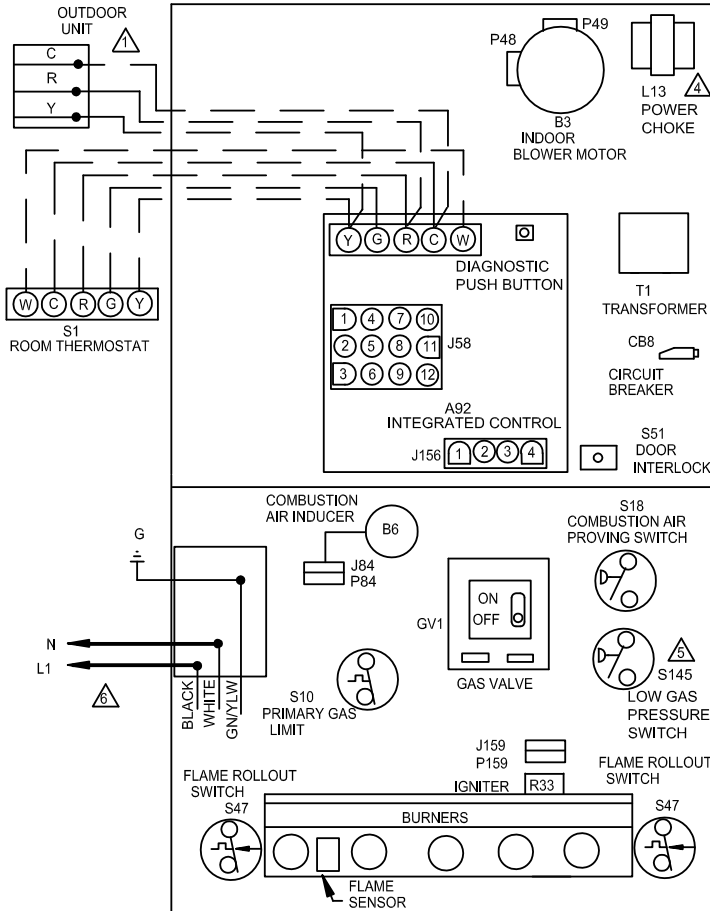 OUTDOOR
UNIT
1
C
R
Y
P48
P49
B3
INDOOR
BLOWER MOTOR
L13
4
POWER
CHOKE
Y G R C W
DIAGNOSTIC
PUSH BUTTON
T1
TRANSFORMER
W C R G Y
S1
ROOM THERMOSTAT
1 4 7 10
2 5 8 11
3 6 9 12
J58
CB8
CIRCUIT
BREAKER
A92
INTEGRATED CONTROL
J156
1 2 3 4
S51
DOOR
INTERLOCK
COMBUSTION
AIR INDUCER
B6
J84
P84
S18
COMBUSTION AIR
PROVING SWITCH
G
N
L1
6
BLACK
WHITE
GN/YLW
GV1
ON
OFF
GAS VALVE
5
S145
LOW GAS
PRESSURE
SWITCH
S10
PRIMARY GAS
LIMIT
J159
P159
IGNITER
R33
FLAME ROLLOUT
SWITCH
S47
FLAME ROLLOUT
SWITCH
S47
BURNERS
FLAME
SENSOR